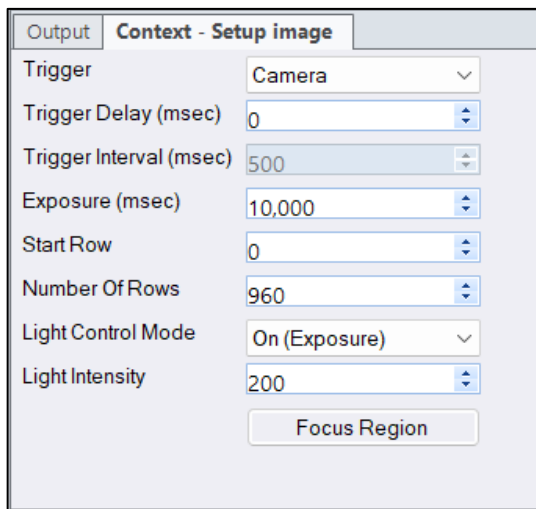 Output Context - Setup image
Trigger Camera
Trigger Delay (msec) 0
Trigger Interval (msec) 500
Exposure (msec) 10,000
Start Row 0
Number Of Rows 960
Light Control Mode On (Exposure)
Light Intensity 200
Focus Region